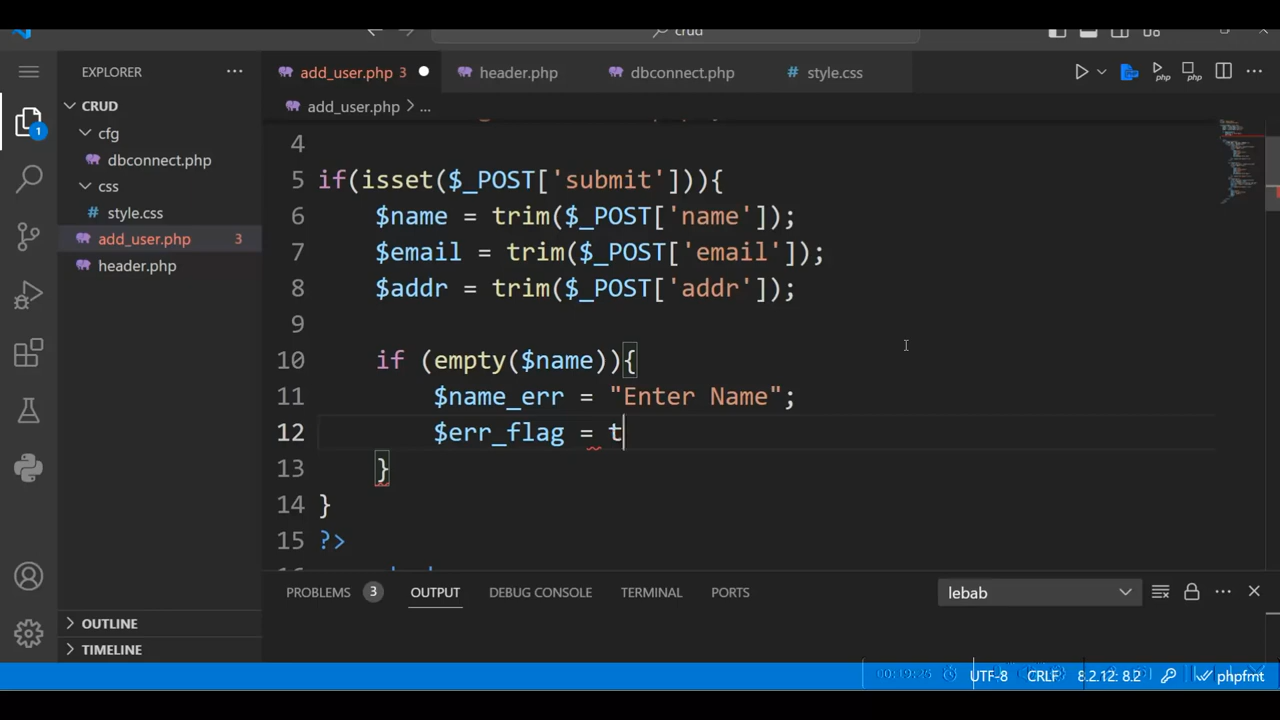 crud
EXPLORER
add_user.php 3
header.php
dbconnect.php
style.css
CRUD
add_user.php > ...
cfg
dbconnect.php
css
style.css
add_user.php 3
header.php
4
5 if(isset($_POST['submit'])){
6 $name = trim($_POST['name']);
7 $email = trim($_POST['email']);
8 $addr = trim($_POST['addr']);
9
10 if (empty($name)){
11 $name_err = "Enter Name";
12 $err_flag = t
13 }
14 }
15 ?>
PROBLEMS 3 OUTPUT DEBUG CONSOLE TERMINAL PORTS
lebab
OUTLINE
TIMELINE
UTF-8 CRLF 8.2.12: 8.2 phpfmt